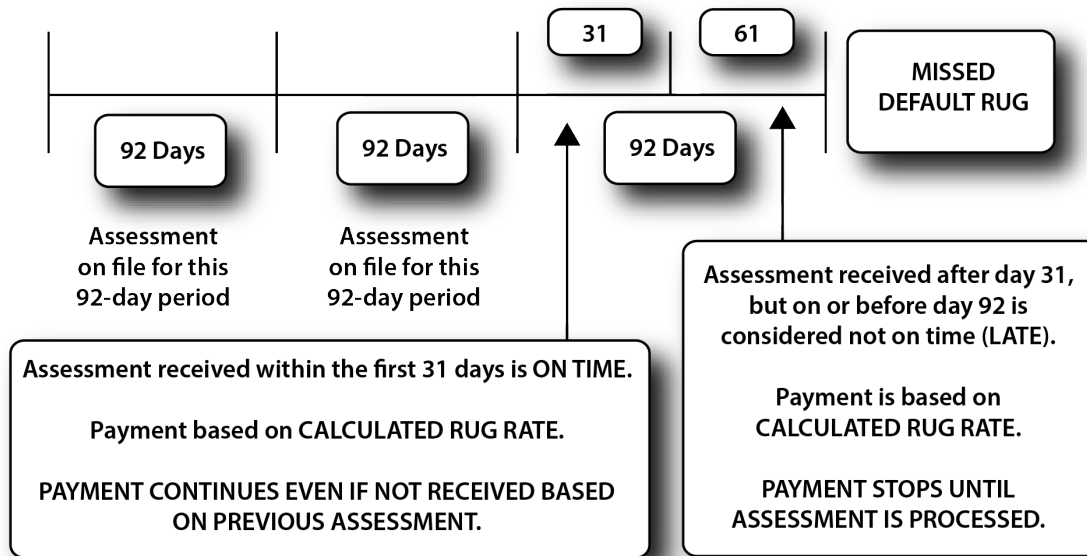 31
61
MISSED
DEFAULT RUG
92 Days
92 Days
92 Days
Assessment
on file for this
92-day period
Assessment
on file for this
92-day period
Assessment received after day 31,
but on or before day 92 is
considered not on time (LATE).
Payment is based on
CALCULATED RUG RATE.
PAYMENT STOPS UNTIL
ASSESSMENT IS PROCESSED.
Assessment received within the first 31 days is ON TIME.
Payment based on CALCULATED RUG RATE.
PAYMENT CONTINUES EVEN IF NOT RECEIVED BASED
ON PREVIOUS ASSESSMENT.